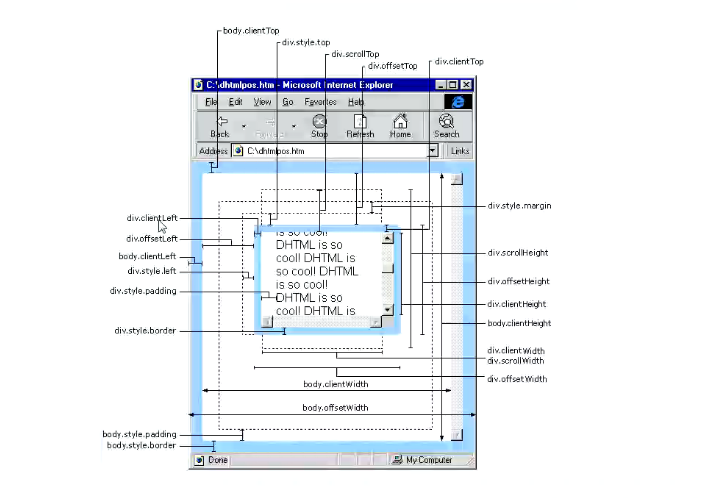 body.clientTop
div.style.top
div.scrollTop
div.offsetTop
div.clientTop
C:\dhtmlpos.htm - Microsoft Internet Explorer
File Edit View Go Favorites Help
Back Stop Refresh Home Search
Address C:\dhtmlpos.htm Links
div.style.margin
div.clientLeft
div.offsetLeft
body.clientLeft
div.style.left
div.style.padding
div.style.border
is so cool!
DHTML is so
cool! DHTML is
so cool! DHTML
is so cool!
DHTML is so
cool! DHTML is
div.scrollHeight
div.offsetHeight
div.clientHeight
body.clientHeight
div.clientWidth
div.scrollWidth
div.offsetWidth
body.clientWidth
body.offsetWidth
body.style.padding
body.style.border
Done My Computer